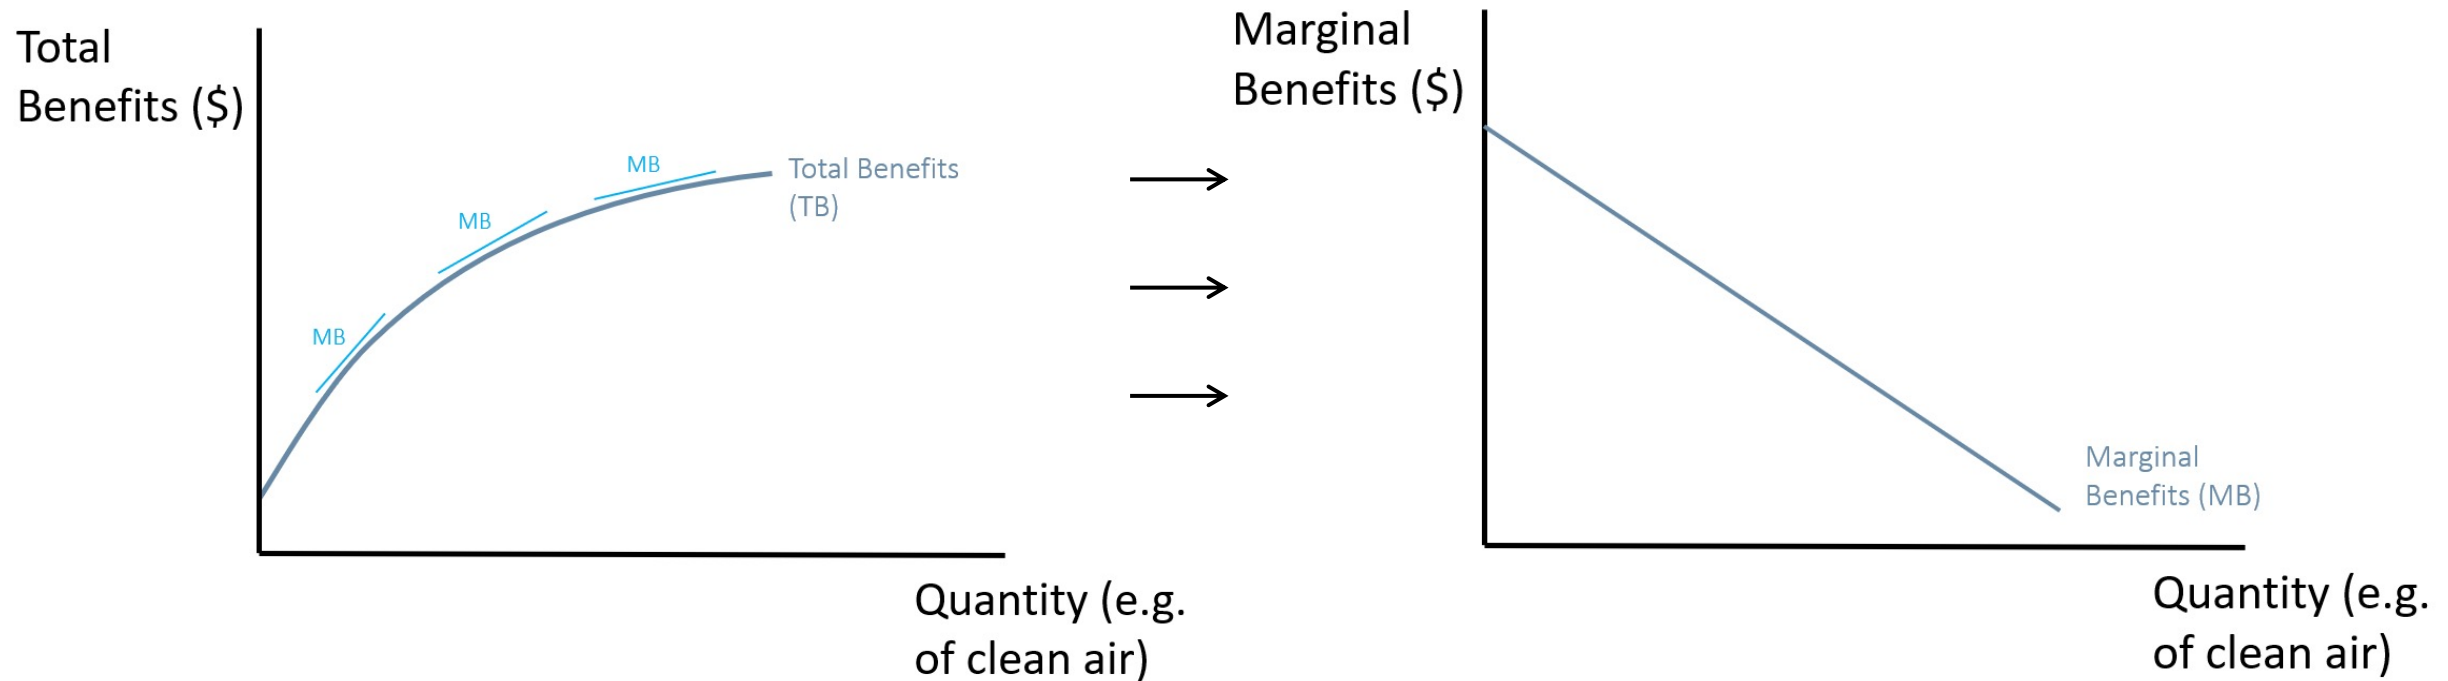 Total
Benefits ($)
MB
MB
MB
Total Benefits
(TB)
Quantity (e.g.
of clean air)
Marginal
Benefits ($)
Marginal
Benefits (MB)
Quantity (e.g.
of clean air)